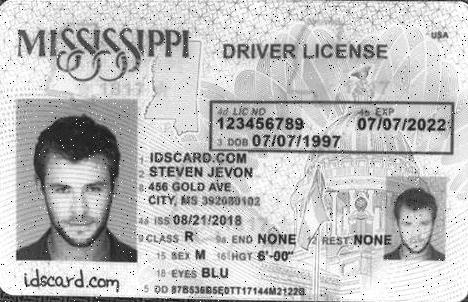 MISSISSIPPI
DRIVER LICENSE
USA
1817
4d LIC NO
4b EXP
123456789
07/07/2022
3 DOB 07/07/1997
1 IDSCARD.COM
2 STEVEN JEVON
8 456 GOLD AVE.
CITY, MS
4a ISS 08/21/2018
9 CLASS R 9a END NONE 12 REST NONE
15 SEX M 16 HGT 6'-00"
18 EYES BLU
5 DD
idscard.com